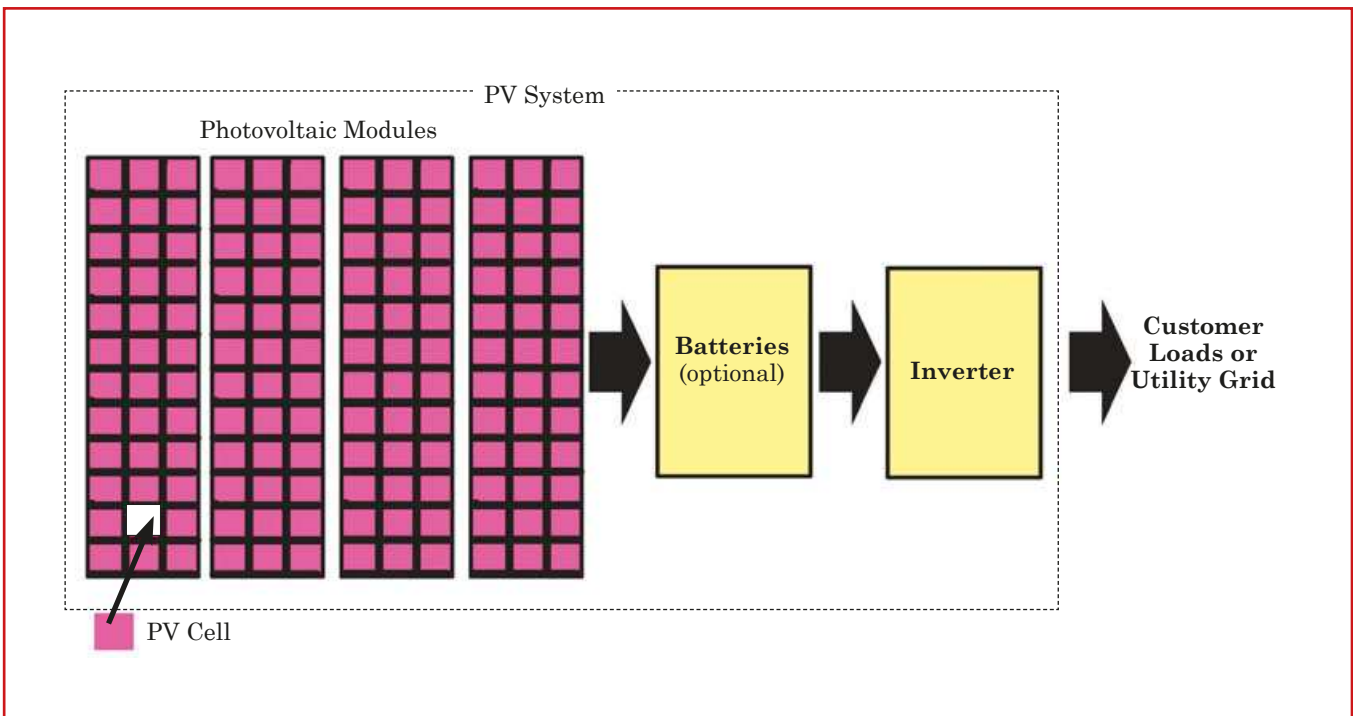 PV System
Photovoltaic Modules
Batteries
(optional)
Inverter
Customer
Loads or
Utility Grid
PV Cell